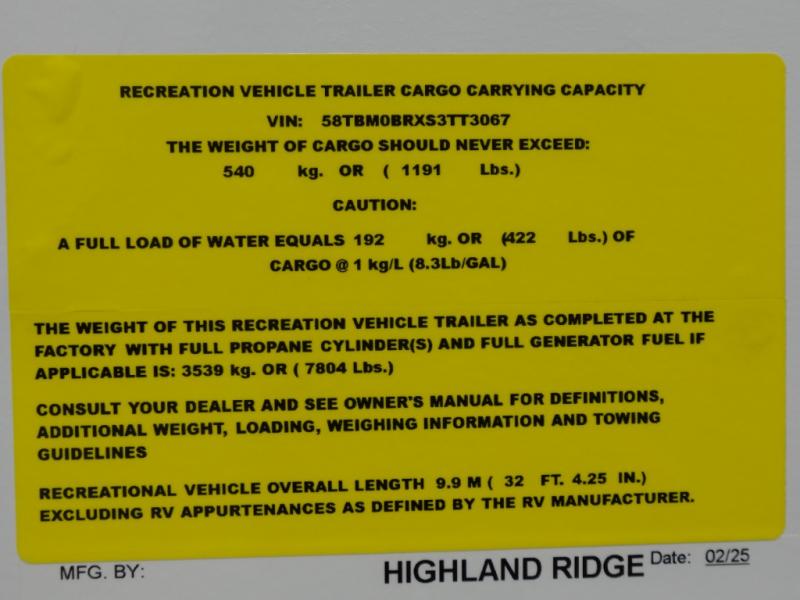 RECREATION VEHICLE TRAILER CARGO CARRYING CAPACITY
VIN: 58TBM0BRXS3TT3067
THE WEIGHT OF CARGO SHOULD NEVER EXCEED:
540 kg. OR ( 1191 Lbs.)
CAUTION:
A FULL LOAD OF WATER EQUALS 192 kg. OR (422 Lbs.) OF
CARGO @ 1 kg/L (8.3Lb/GAL)
THE WEIGHT OF THIS RECREATION VEHICLE TRAILER AS COMPLETED AT THE
FACTORY WITH FULL PROPANE CYLINDER(S) AND FULL GENERATOR FUEL IF
APPLICABLE IS: 3539 kg. OR ( 7804 Lbs.)
CONSULT YOUR DEALER AND SEE OWNER'S MANUAL FOR DEFINITIONS,
ADDITIONAL WEIGHT, LOADING, WEIGHING INFORMATION AND TOWING
GUIDELINES
RECREATIONAL VEHICLE OVERALL LENGTH 9.9 M ( 32 FT. 4.25 IN.)
EXCLUDING RV APPURTENANCES AS DEFINED BY THE RV MANUFACTURER.
MFG. BY: HIGHLAND RIDGE Date: 02/25